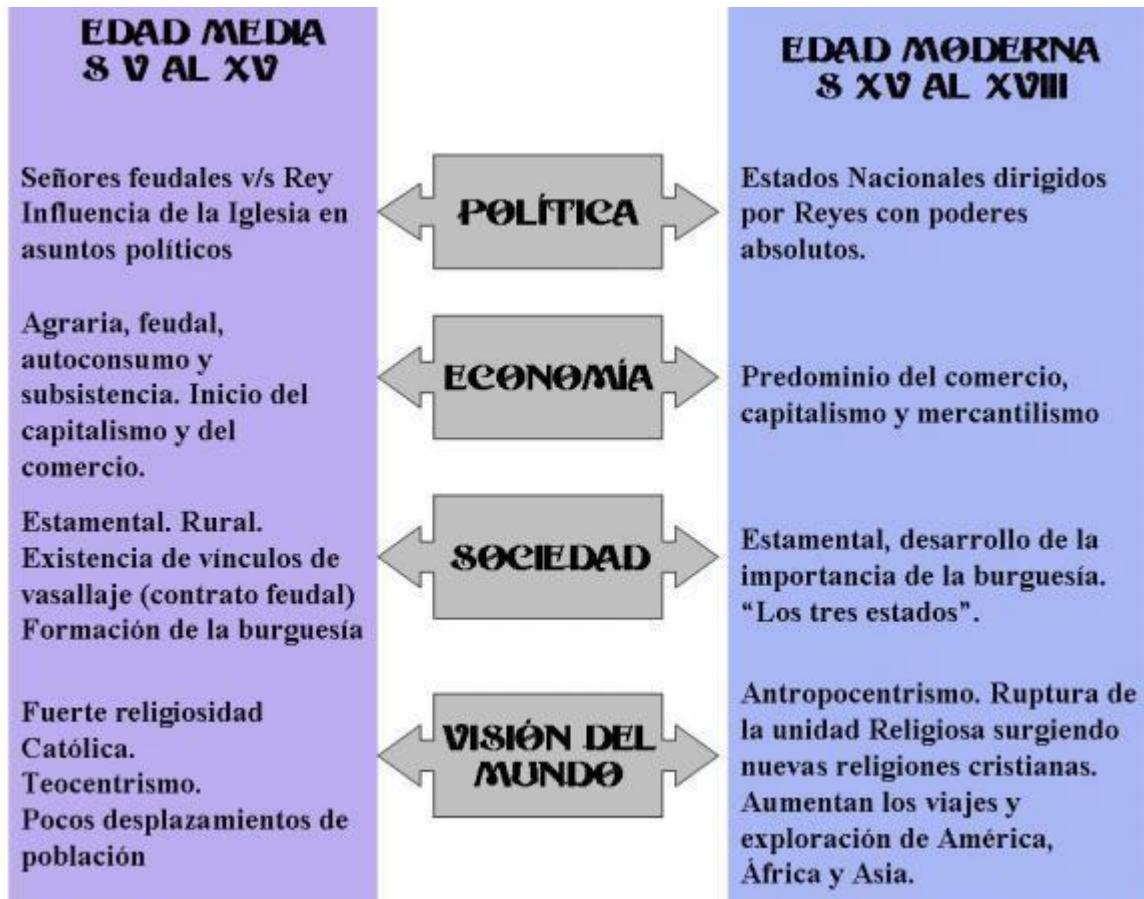 EDAD MEDIA
S V AL XV
Señores feudales v/s Rey
Influencia de la Iglesia en
asuntos políticos
Agraria, feudal,
autoconsumo y
subsistencia. Inicio del
capitalismo y del
comercio.
Estamental. Rural.
Existencia de vínculos de
vasallaje (contrato feudal)
Formación de la burguesía
Fuerte religiosidad
Católica.
Teocentrismo.
Pocos desplazamientos de
población
POLÍTICA
ECONOMÍA
SOCIEDAD
VISIÓN DEL
MUNDO
EDAD MODERNA
S XV AL XVIII
Estados Nacionales dirigidos
por Reyes con poderes
absolutos.
Predominio del comercio,
capitalismo y mercantilismo
Estamental, desarrollo de la
importancia de la burguesía.
“Los tres estados”.
Antropocentrismo. Ruptura de
la unidad Religiosa surgiendo
nuevas religiones cristianas.
Aumentan los viajes y
exploración de América,
África y Asia.